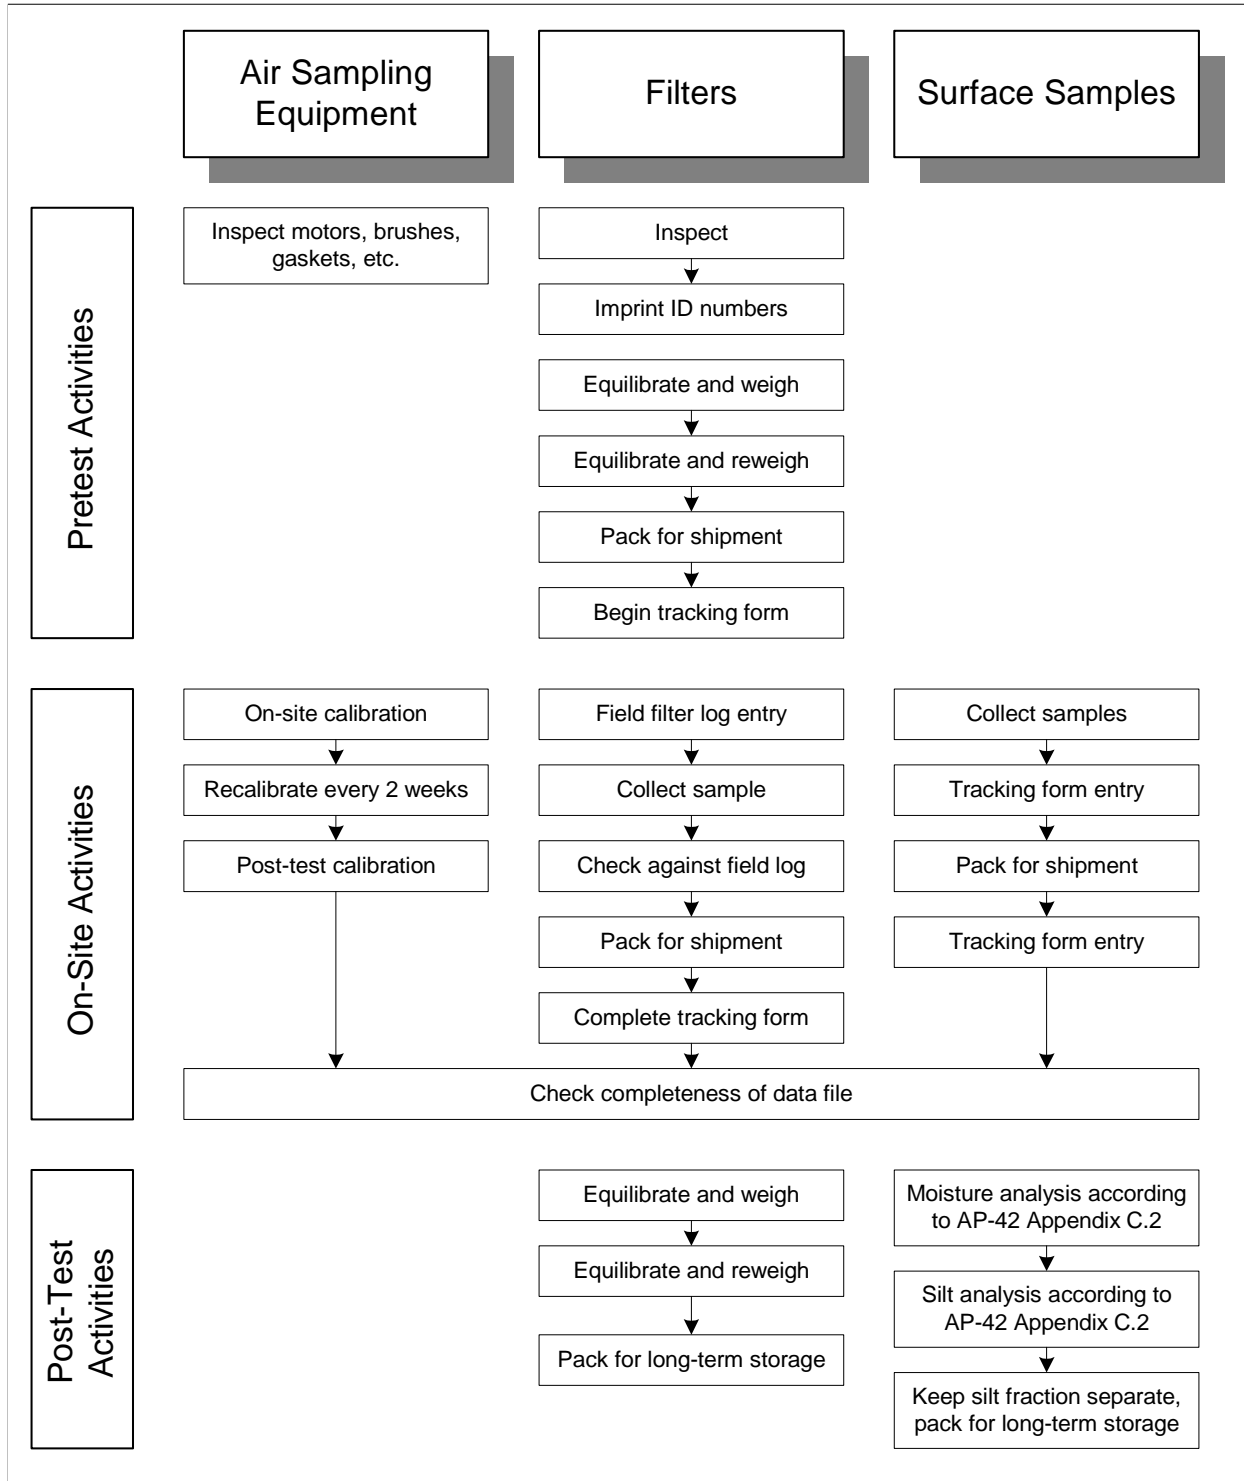 Air Sampling
Equipment
Filters
Surface Samples
Pretest Activities
Inspect motors, brushes,
gaskets, etc.
Inspect
Imprint ID numbers
Equilibrate and weigh
Equilibrate and reweigh
Pack for shipment
Begin tracking form
On-Site Activities
On-site calibration
Recalibrate every 2 weeks
Post-test calibration
Field filter log entry
Collect sample
Check against field log
Pack for shipment
Complete tracking form
Collect samples
Tracking form entry
Pack for shipment
Tracking form entry
Check completeness of data file
Post-Test
Activities
Equilibrate and weigh
Equilibrate and reweigh
Pack for long-term storage
Moisture analysis according
to AP-42 Appendix C.2
Silt analysis according to
AP-42 Appendix C.2
Keep silt fraction separate,
pack for long-term storage